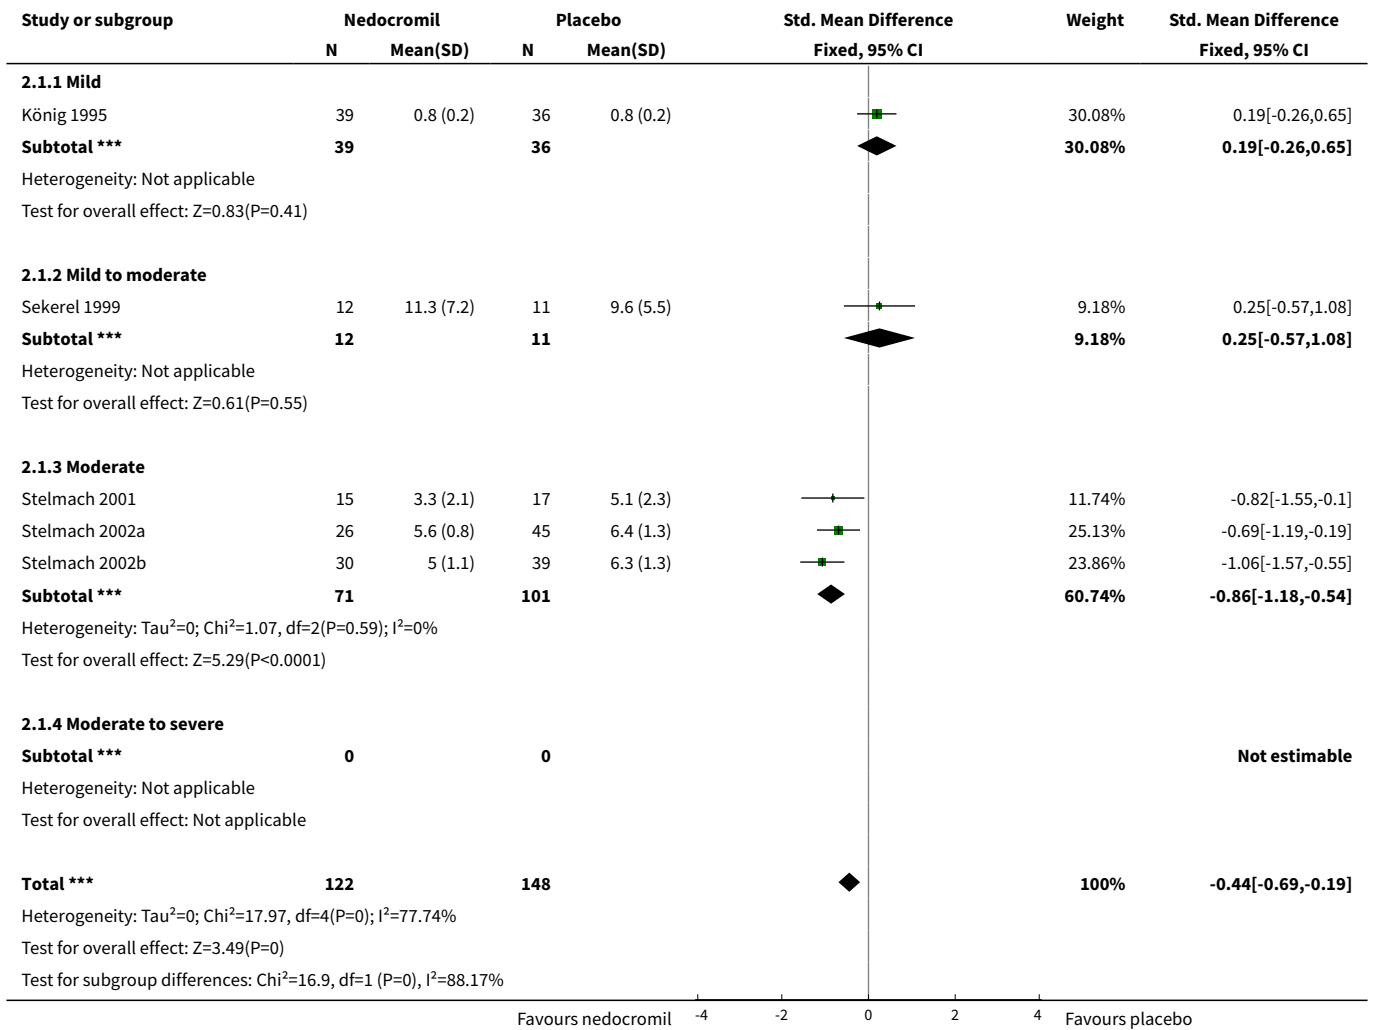 Study or subgroup Nedocromil Placebo Std. Mean Difference Weight Std. Mean Difference
N Mean(SD) N Mean(SD) Fixed, 95% CI Fixed, 95% CI
2.1.1 Mild
König 1995 39 0.8 (0.2) 36 0.8 (0.2) 30.08% 0.19[-0.26,0.65]
Subtotal *** 39 36 30.08% 0.19[-0.26,0.65]
Heterogeneity: Not applicable
Test for overall effect: Z=0.83(P=0.41)
2.1.2 Mild to moderate
Sekerel 1999 12 11.3 (7.2) 11 9.6 (5.5) 9.18% 0.25[-0.57,1.08]
Subtotal *** 12 11 9.18% 0.25[-0.57,1.08]
Heterogeneity: Not applicable
Test for overall effect: Z=0.61(P=0.55)
2.1.3 Moderate
Stelmach 2001 15 3.3 (2.1) 17 5.1 (2.3) 11.74% -0.82[-1.55,-0.1]
Stelmach 2002a 26 5.6 (0.8) 45 6.4 (1.3) 25.13% -0.69[-1.19,-0.19]
Stelmach 2002b 30 5 (1.1) 39 6.3 (1.3) 23.86% -1.06[-1.57,-0.55]
Subtotal *** 71 101 60.74% -0.86[-1.18,-0.54]
Heterogeneity: Tau²=0; Chi²=1.07, df=2(P=0.59); I²=0%
Test for overall effect: Z=5.29(P<0.0001)
2.1.4 Moderate to severe
Subtotal *** 0 0 Not estimable
Heterogeneity: Not applicable
Test for overall effect: Not applicable
Total *** 122 148 100% -0.44[-0.69,-0.19]
Heterogeneity: Tau²=0; Chi²=17.97, df=4(P=0); I²=77.74%
Test for overall effect: Z=3.49(P=0)
Test for subgroup differences: Chi²=16.9, df=1 (P=0), I²=88.17%
Favours nedocromil -4 -2 0 2 4 Favours placebo